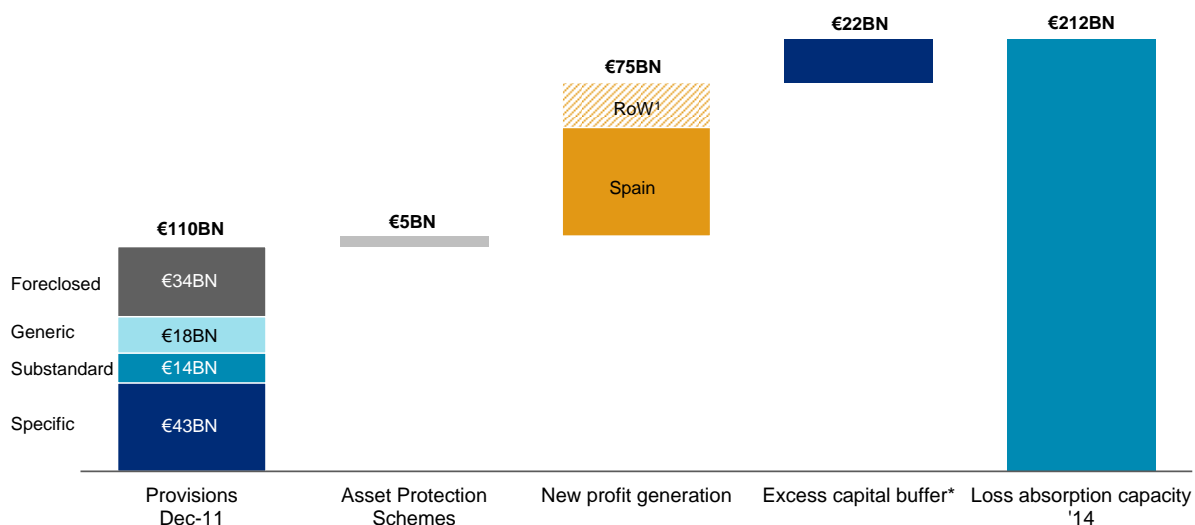 €22BN
€212BN
€75BN
RoW¹
Spain
€110BN
€5BN
Foreclosed
€34BN
Generic
€18BN
Substandard
€14BN
Specific
€43BN
Provisions
Dec-11
Asset Protection
Schemes
New profit generation
Excess capital buffer*
Loss absorption capacity
'14